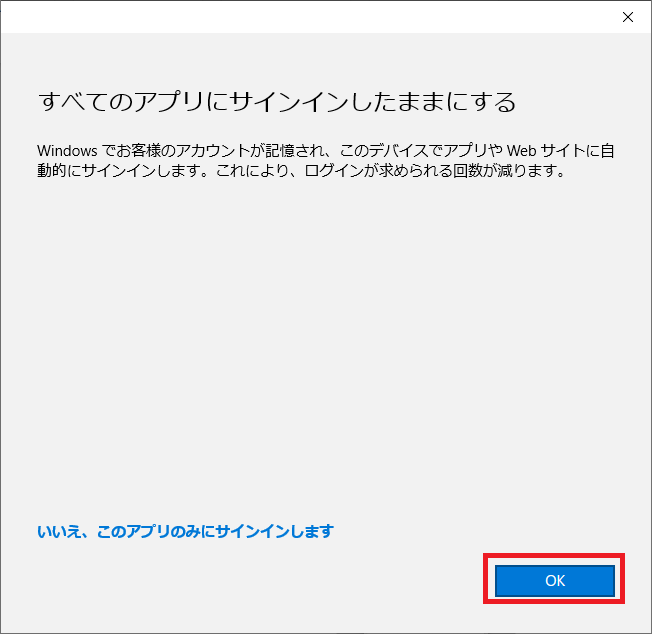 すべてのアプリにサインインしたままにする
Windows でお客様のアカウントが記憶され、このデバイスでアプリや Web サイトに自
動的にサインインします。これにより、ログインが求められる回数が減ります。
いいえ、このアプリのみにサインインします
OK